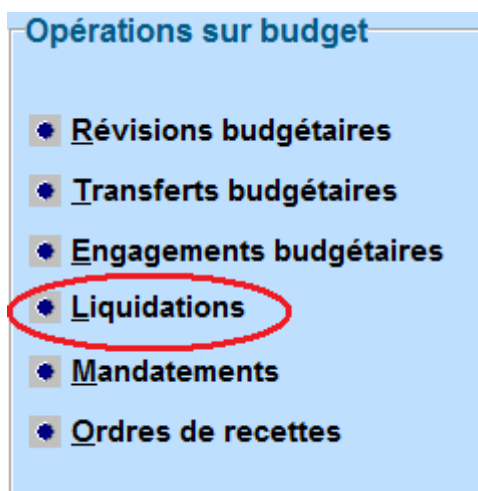 Opérations sur budget
Révisions budgétaires
Transferts budgétaires
Engagements budgétaires
Liquidations
Mandatements
Ordres de recettes